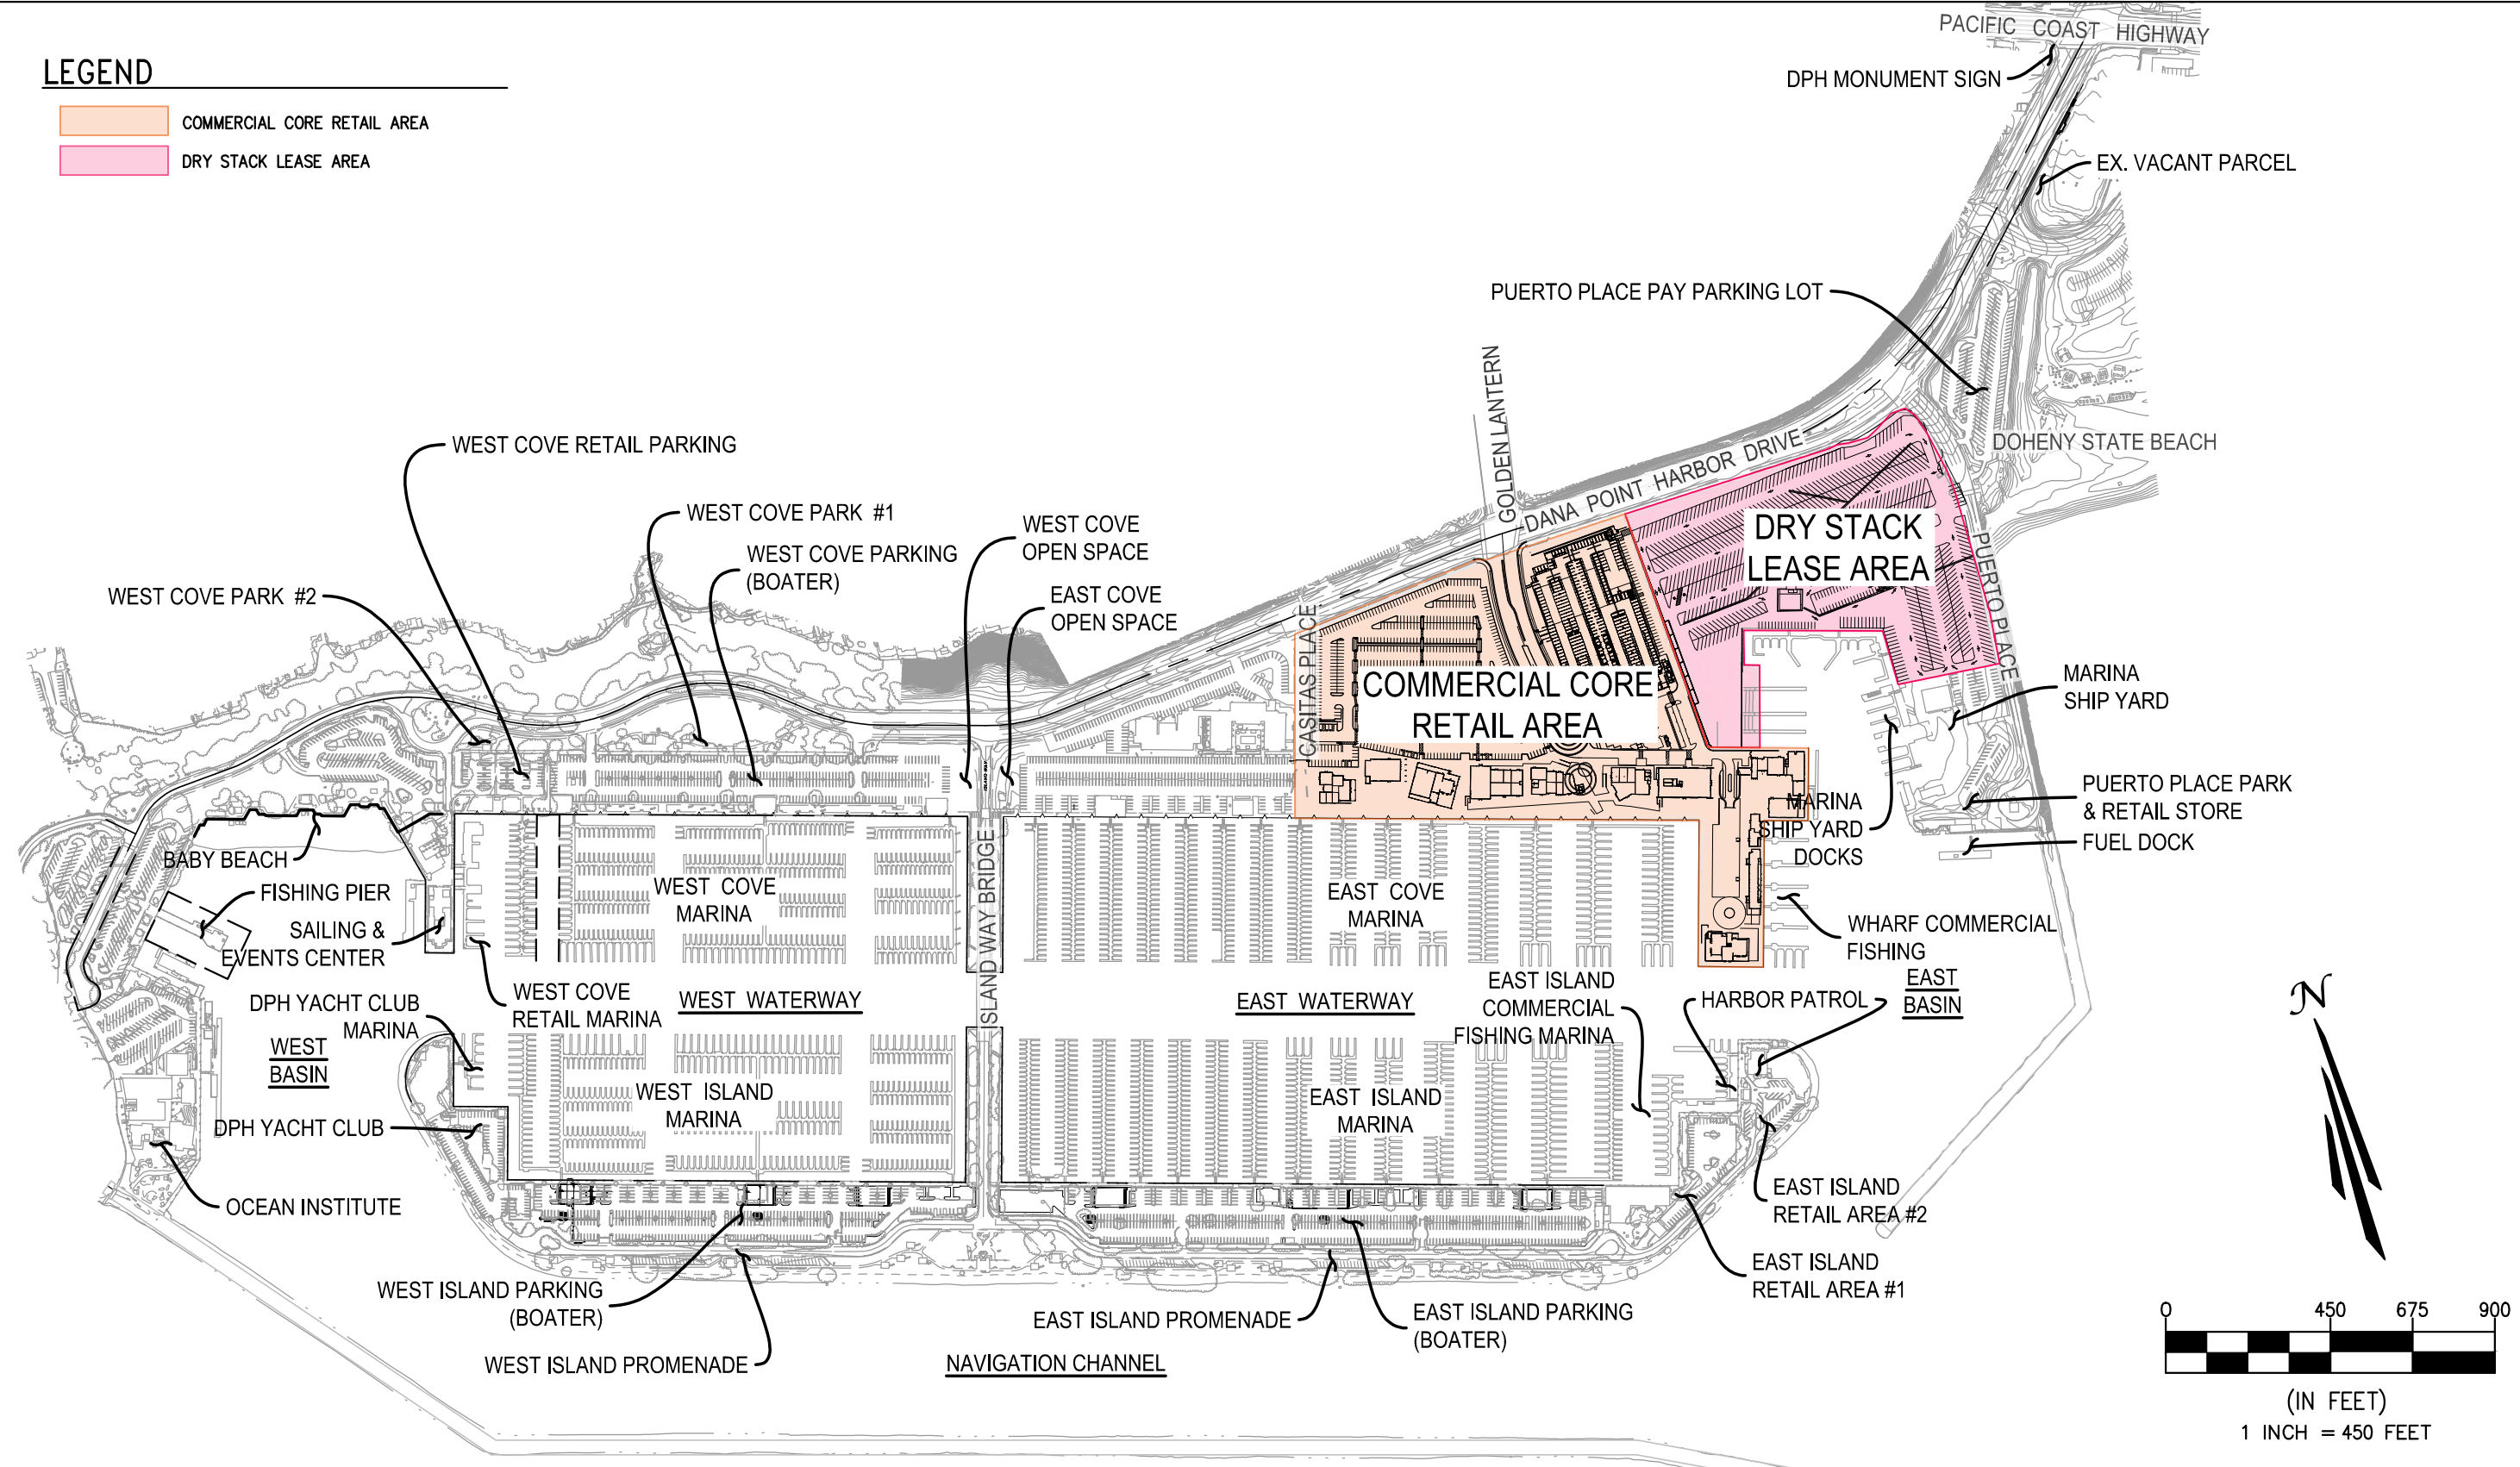 PACIFIC COAST HIGHWAY
DPH MONUMENT SIGN
LEGEND
COMMERCIAL CORE RETAIL AREA
DRY STACK LEASE AREA
EX. VACANT PARCEL
PUERTO PLACE PAY PARKING LOT
GOLDEN LANTERN
DANA POINT HARBOR DRIVE
DOHENY STATE BEACH
WEST COVE RETAIL PARKING
WEST COVE PARK #1
WEST COVE PARKING
(BOATER)
WEST COVE
OPEN SPACE
EAST COVE
OPEN SPACE
WEST COVE PARK #2
DRY STACK
LEASE AREA
PUERTO PLACE
CASITAS PLACE
COMMERCIAL CORE
RETAIL AREA
MARINA
SHIP YARD
PUERTO PLACE PARK
& RETAIL STORE
FUEL DOCK
MARINA
SHIP YARD
DOCKS
BABY BEACH
FISHING PIER
SAILING &
EVENTS CENTER
WEST COVE
MARINA
ISLAND WAY BRIDGE
EAST COVE
MARINA
WHARF COMMERCIAL
FISHING
DPH YACHT CLUB
MARINA
WEST COVE
RETAIL MARINA
WEST WATERWAY
EAST WATERWAY
EAST ISLAND
COMMERCIAL
FISHING MARINA
HARBOR PATROL
EAST
BASIN
N
WEST
BASIN
WEST ISLAND
MARINA
EAST ISLAND
MARINA
DPH YACHT CLUB
OCEAN INSTITUTE
EAST ISLAND
RETAIL AREA #2
EAST ISLAND
RETAIL AREA #1
WEST ISLAND PARKING
(BOATER)
WEST ISLAND PROMENADE
EAST ISLAND PROMENADE
EAST ISLAND PARKING
(BOATER)
NAVIGATION CHANNEL
0 450 675 900
(IN FEET)
1 INCH = 450 FEET